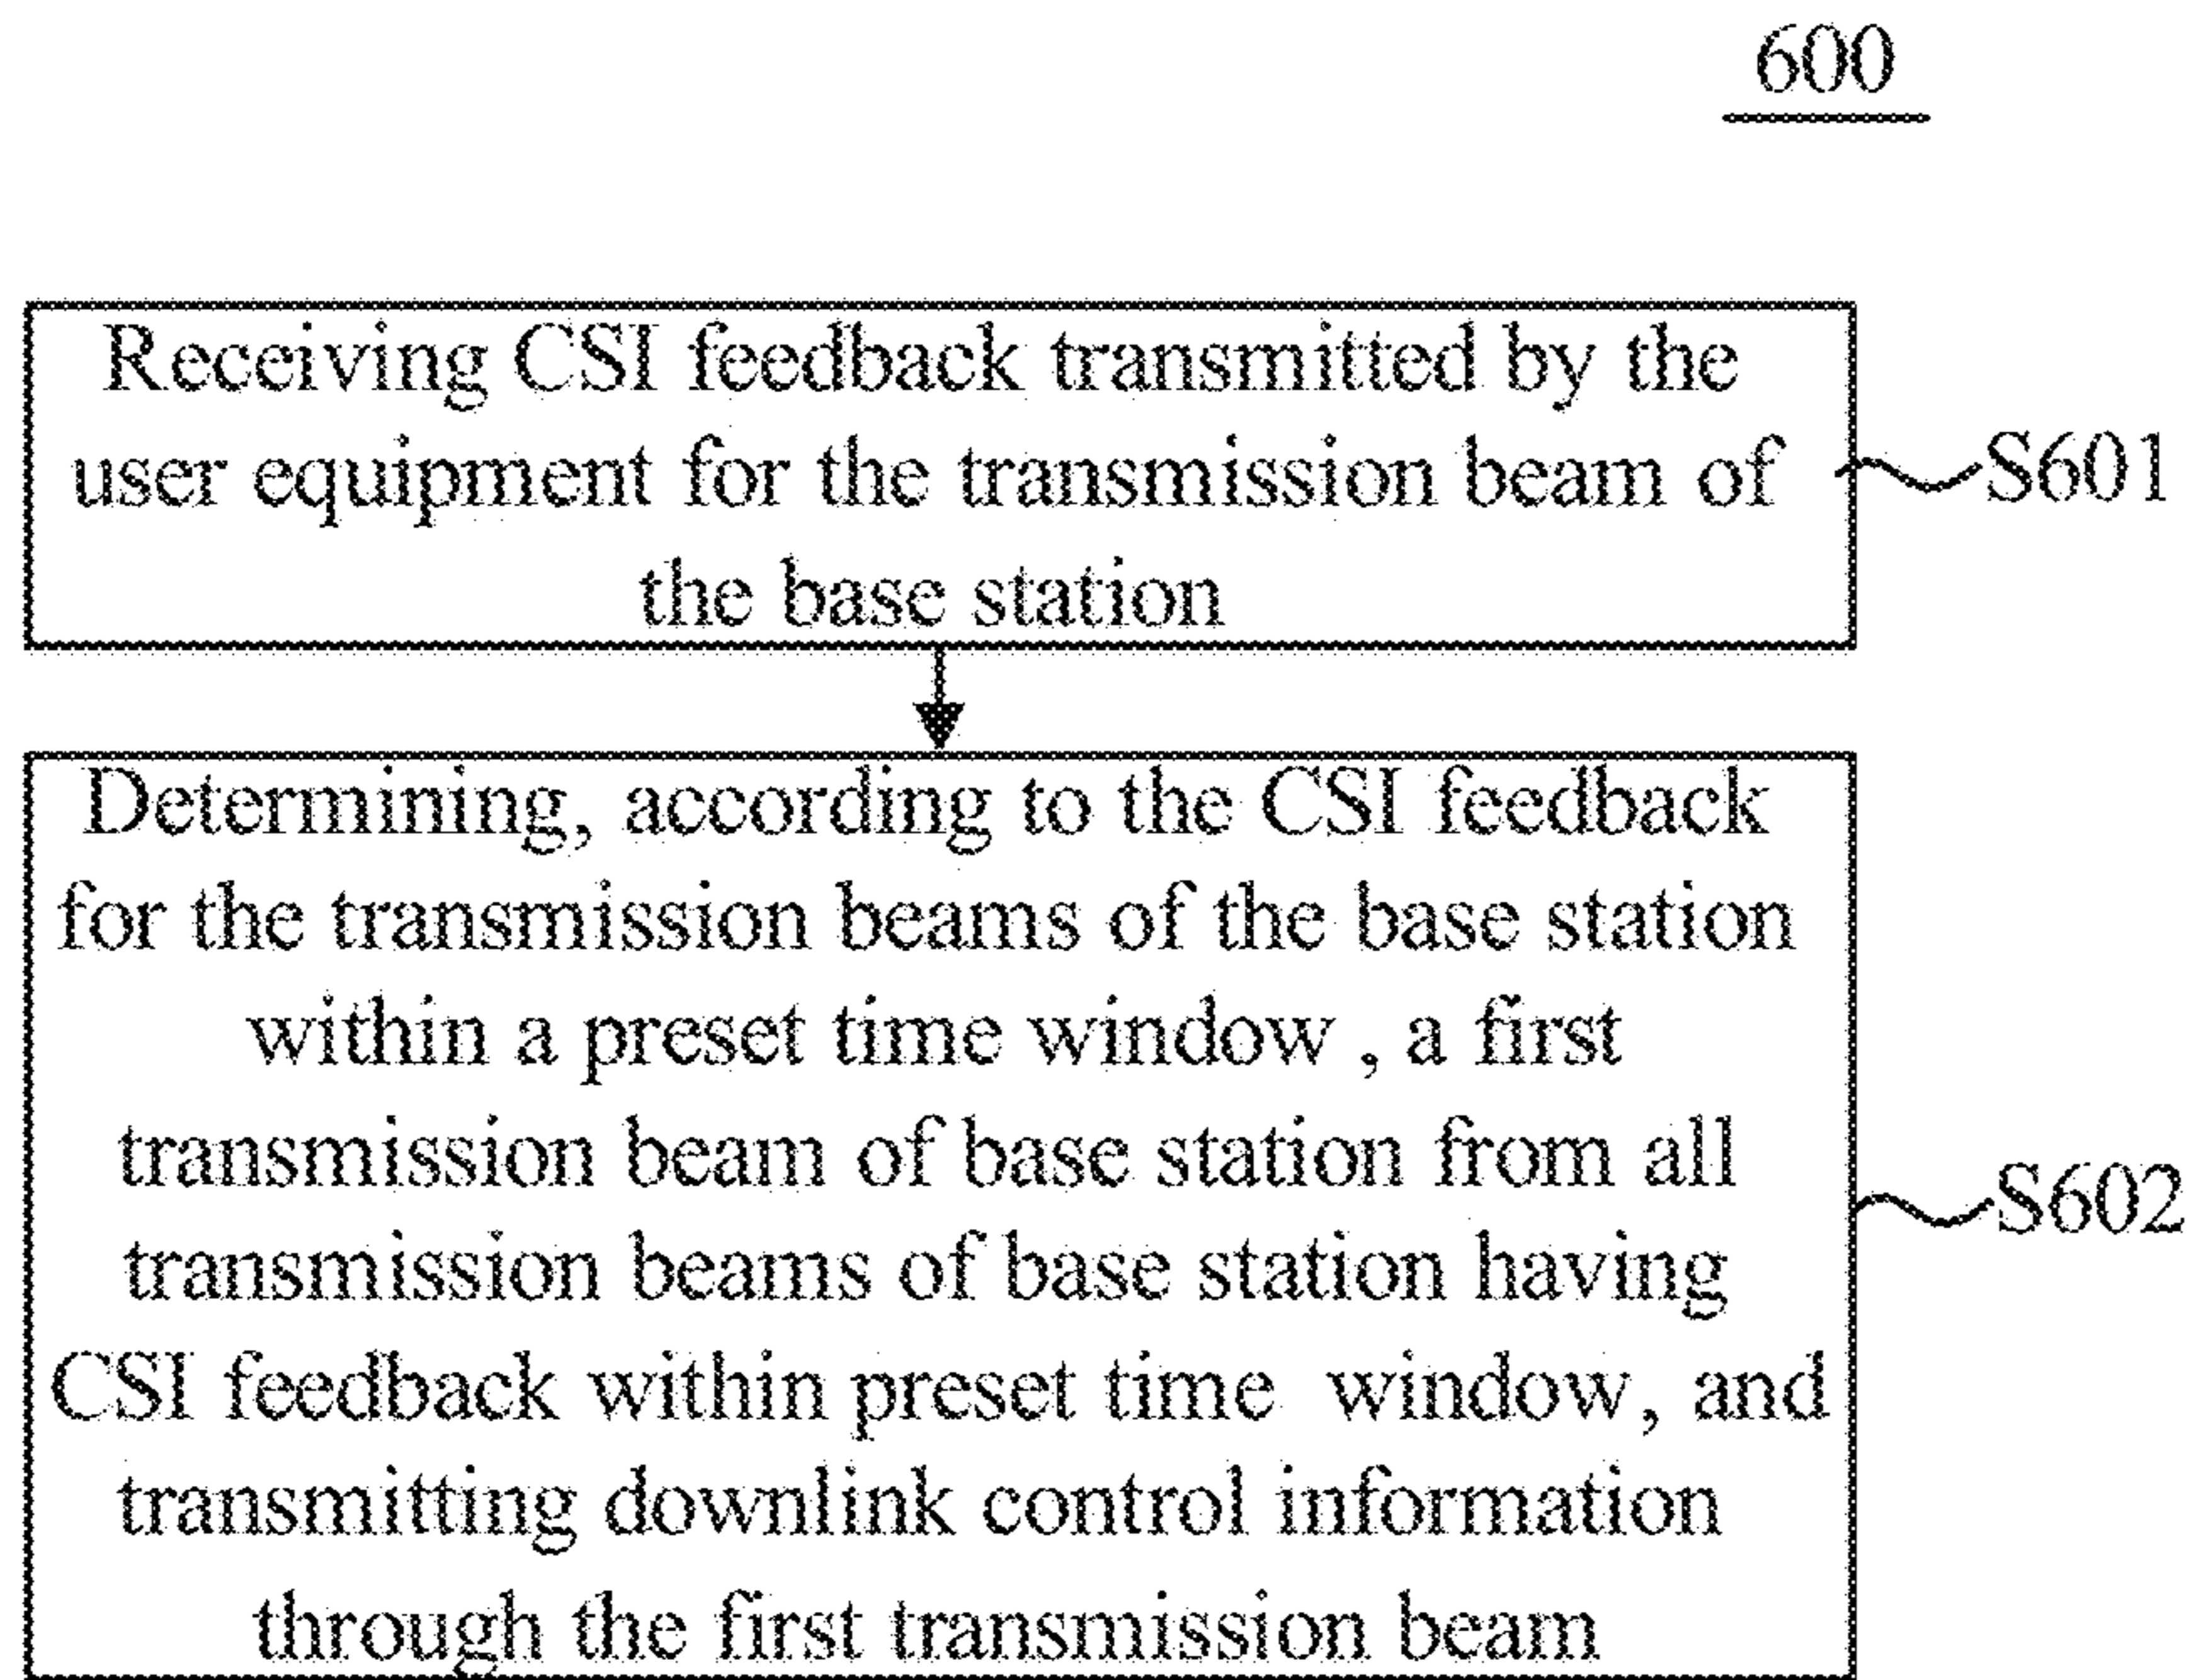 600
Receiving CSI feedback transmitted by the
user equipment for the transmission beam of
the base station
S601
Determining, according to the CSI feedback
for the transmission beams of the base station
within a preset time window , a first
transmission beam of base station from all
transmission beams of base station having
CSI feedback within preset time window, and
transmitting downlink control information
through the first transmission beam
S602